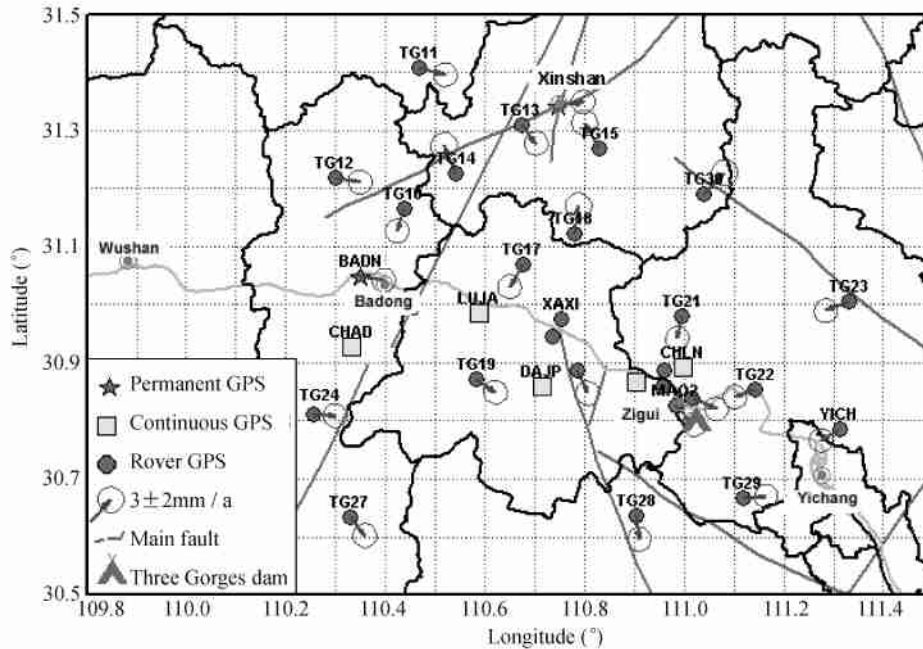 31.5
31.3
31.1
30.9
30.7
30.5
Latitude (°)
TG11
Xinshan
TG13
TG15
TG14
TG12
TG16
TG30
TG18
Wushan
BADN
Badong
TG17
TG23
LUJA
XAXI
TG21
CHAD
CHLN
TG19
DAJP
TG22
TG24
Zigui
YICH
Yichang
TG27
TG28
TG29
Permanent GPS
Continuous GPS
Rover GPS
3±2mm / a
Main fault
Three Gorges dam
109.8 110.0 110.2 110.4 110.6 110.8 111.0 111.2 111.4
Longitude (°)